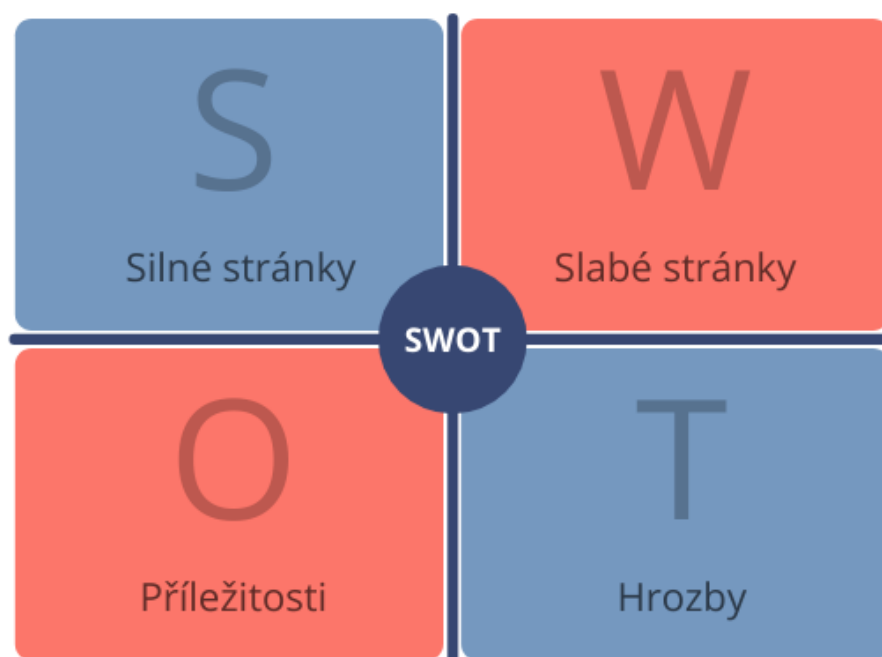 S
Silné stránky
W
Slabé stránky
SWOT
O
Příležitosti
T
Hrozby